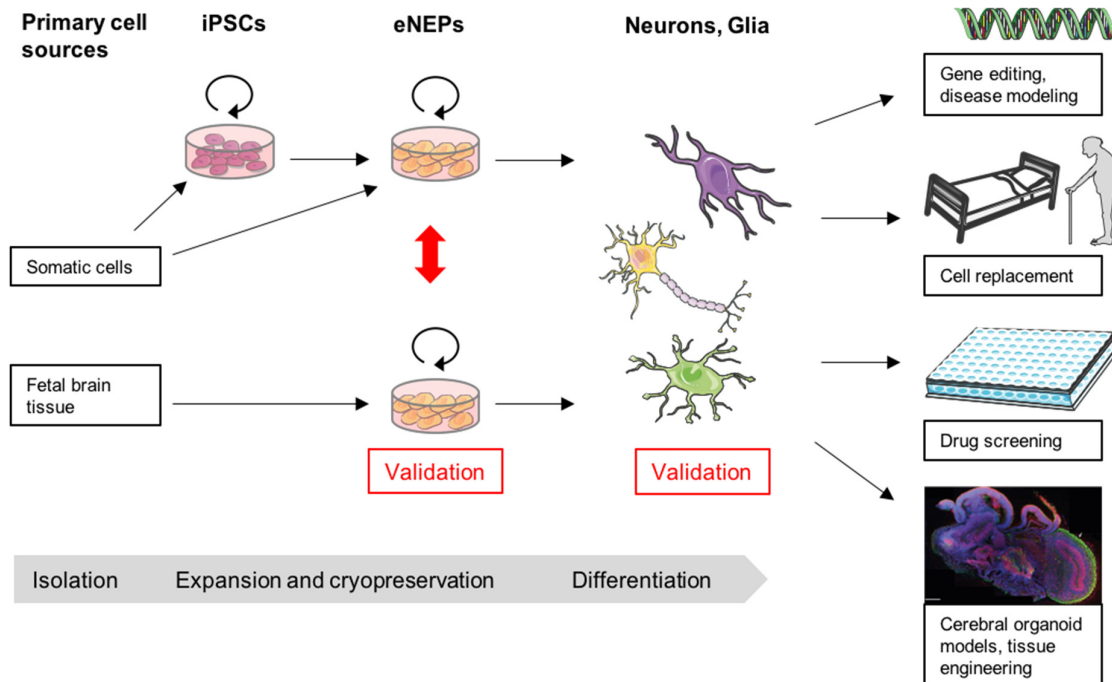 Primary cell
sources
iPSCs
eNEPs
Neurons, Glia
Gene editing,
disease modeling
Somatic cells
Cell replacement
Fetal brain
tissue
Drug screening
Validation
Validation
Isolation
Expansion and cryopreservation
Differentiation
Cerebral organoid
models, tissue
engineering